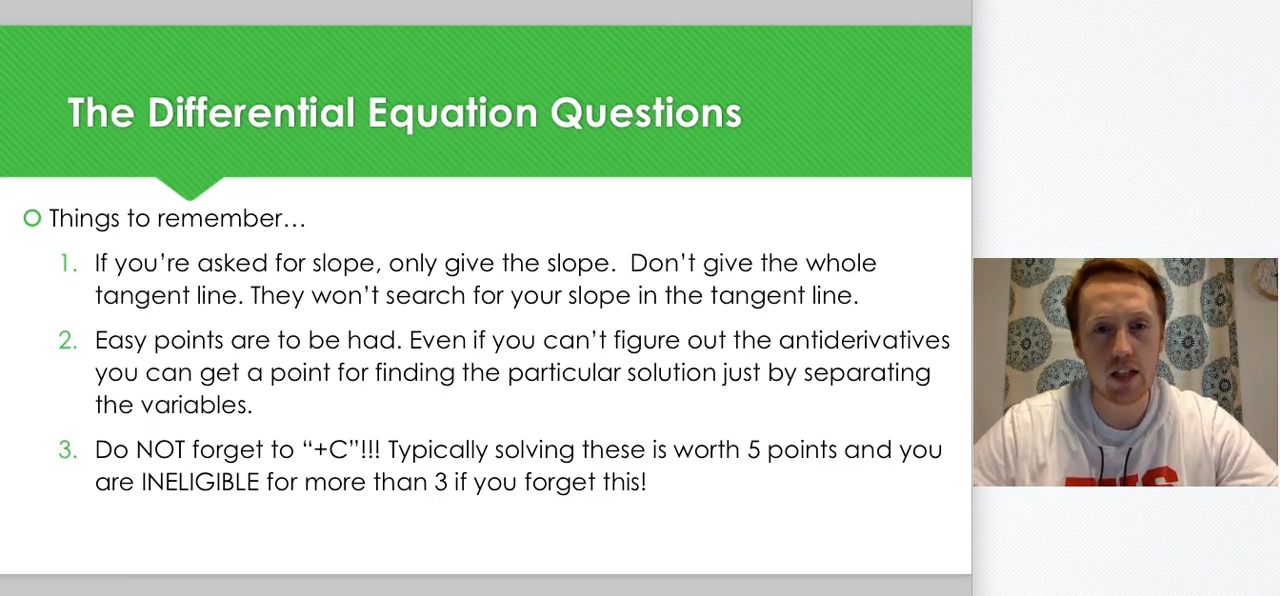 The Differential Equation Questions
Things to remember…
1. If you’re asked for slope, only give the slope.  Don’t give the whole
tangent line. They won’t search for your slope in the tangent line.
2. Easy points are to be had. Even if you can’t figure out the antiderivatives
you can get a point for finding the particular solution just by separating
the variables.
3. Do NOT forget to “+C”!!! Typically solving these is worth 5 points and you
are INELIGIBLE for more than 3 if you forget this!